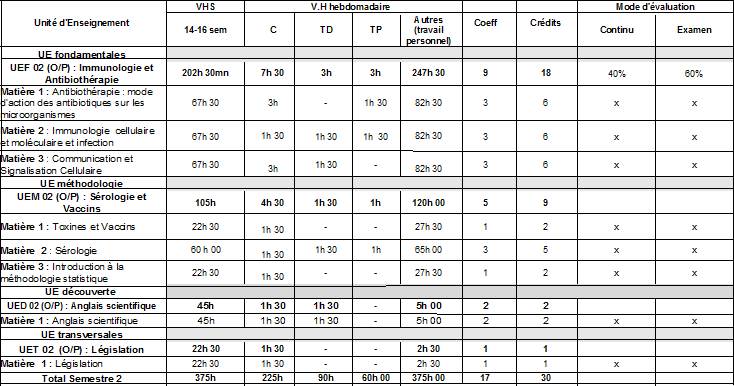 Unité d'Enseignement VHS V.H hebdomadaire Coeff Crédits Mode d'évaluation
14-16 sem C TD TP Autres (travail personnel) Continu Examen
UE fondamentales
UEF 02 (O/P) : Immunologie et Antibiothérapie 202h 30mn 7h 30 3h 3h 247h 30 9 18 40% 60%
Matière 1 : Antibiothérapie : mode d'action des antibiotiques sur les microorganismes 67h 30 3h - 1h 30 82h 30 3 6 x x
Matière 2 : Immunologie cellulaire et moléculaire et infection 67h 30 1h 30 1h 30 1h 30 82h 30 3 6 x x
Matière 3 : Communication et Signalisation Cellulaire 67h 30 3h 1h 30 - 82h 30 3 6 x x
UE méthodologie
UEM 02 (O/P) : Sérologie et Vaccins 105h 4h 30 1h 30 1h 120h 00 5 9
Matière 1 : Toxines et Vaccins 22h 30 1h 30 - - 27h 30 1 2 x x
Matière 2 : Sérologie 60 h 00 1h 30 1h 30 1h 65h 00 3 5 x x
Matière 3 : Introduction à la méthodologie statistique 22h 30 1h 30 - - 27h 30 1 2 x x
UE découverte
UED 02 (O/P) : Anglais scientifique 45h 1h 30 1h 30 - 5h 00 2 2
Matière 1 : Anglais scientifique 45h 1h 30 1h 30 - 5h 00 2 2 x x
UE transversales
UET 02 (O/P) : Législation 22h 30 1h 30 - - 2h 30 1 1
Matière 1 : Législation 22h 30 1h 30 - - 2h 30 1 1 x x
Total Semestre 2 375h 225h 90h 60h 00 375h 00 17 30